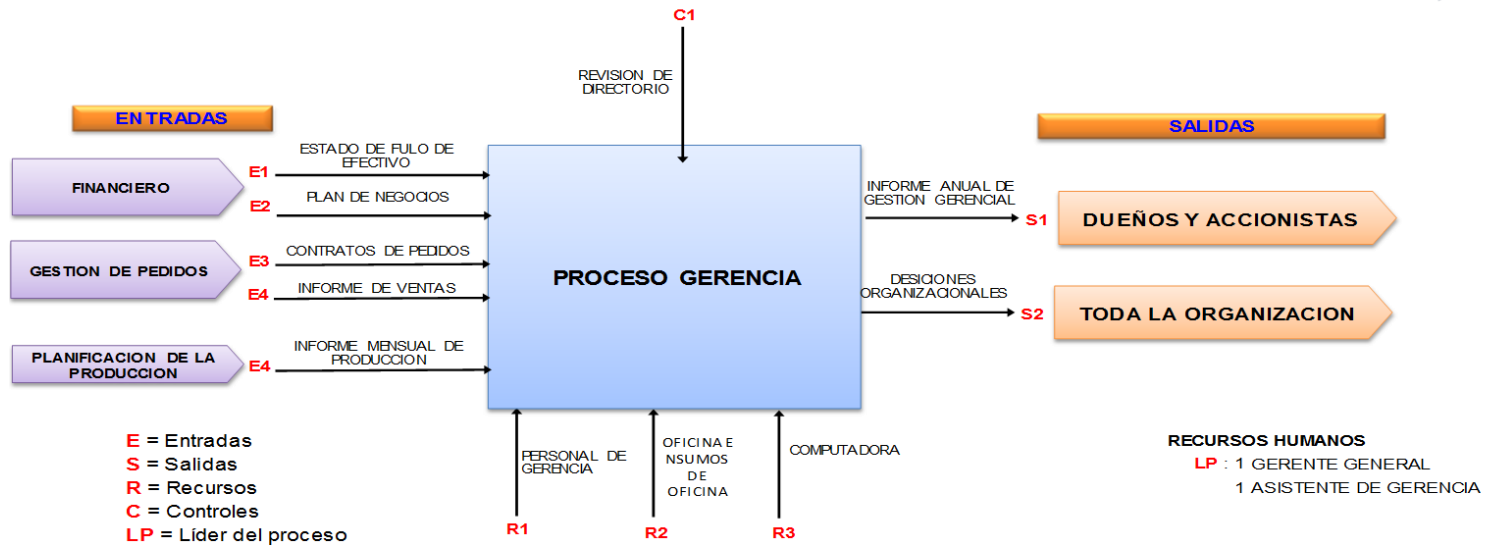 C1
REVISION DE
DIRECTORIO
ENTRADAS
SALIDAS
FINANCIERO
E1
ESTADO DE FULO DE
EFECTIVO
E2
PLAN DE NEGOCIOS
GESTION DE PEDIDOS
E3
CONTRATOS DE PEDIDOS
E4
INFORME DE VENTAS
PLANIFICACION DE LA
PRODUCCION
E4
INFORME MENSUAL DE
PRODUCCION
PROCESO GERENCIA
INFORME ANUAL DE
GESTION GERENCIAL
S1
DUEÑOS Y ACCIONISTAS
DESICIONES
ORGANIZACIONALES
S2
TODA LA ORGANIZACION
E = Entradas
S = Salidas
R = Recursos
C = Controles
LP = Líder del proceso
PERSONAL DE
GERENCIA
R1
OFICINA E
NSUMOS
DE
OFICINA
R2
COMPUTADORA
R3
RECURSOS HUMANOS
LP : 1 GERENTE GENERAL
1 ASISTENTE DE GERENCIA